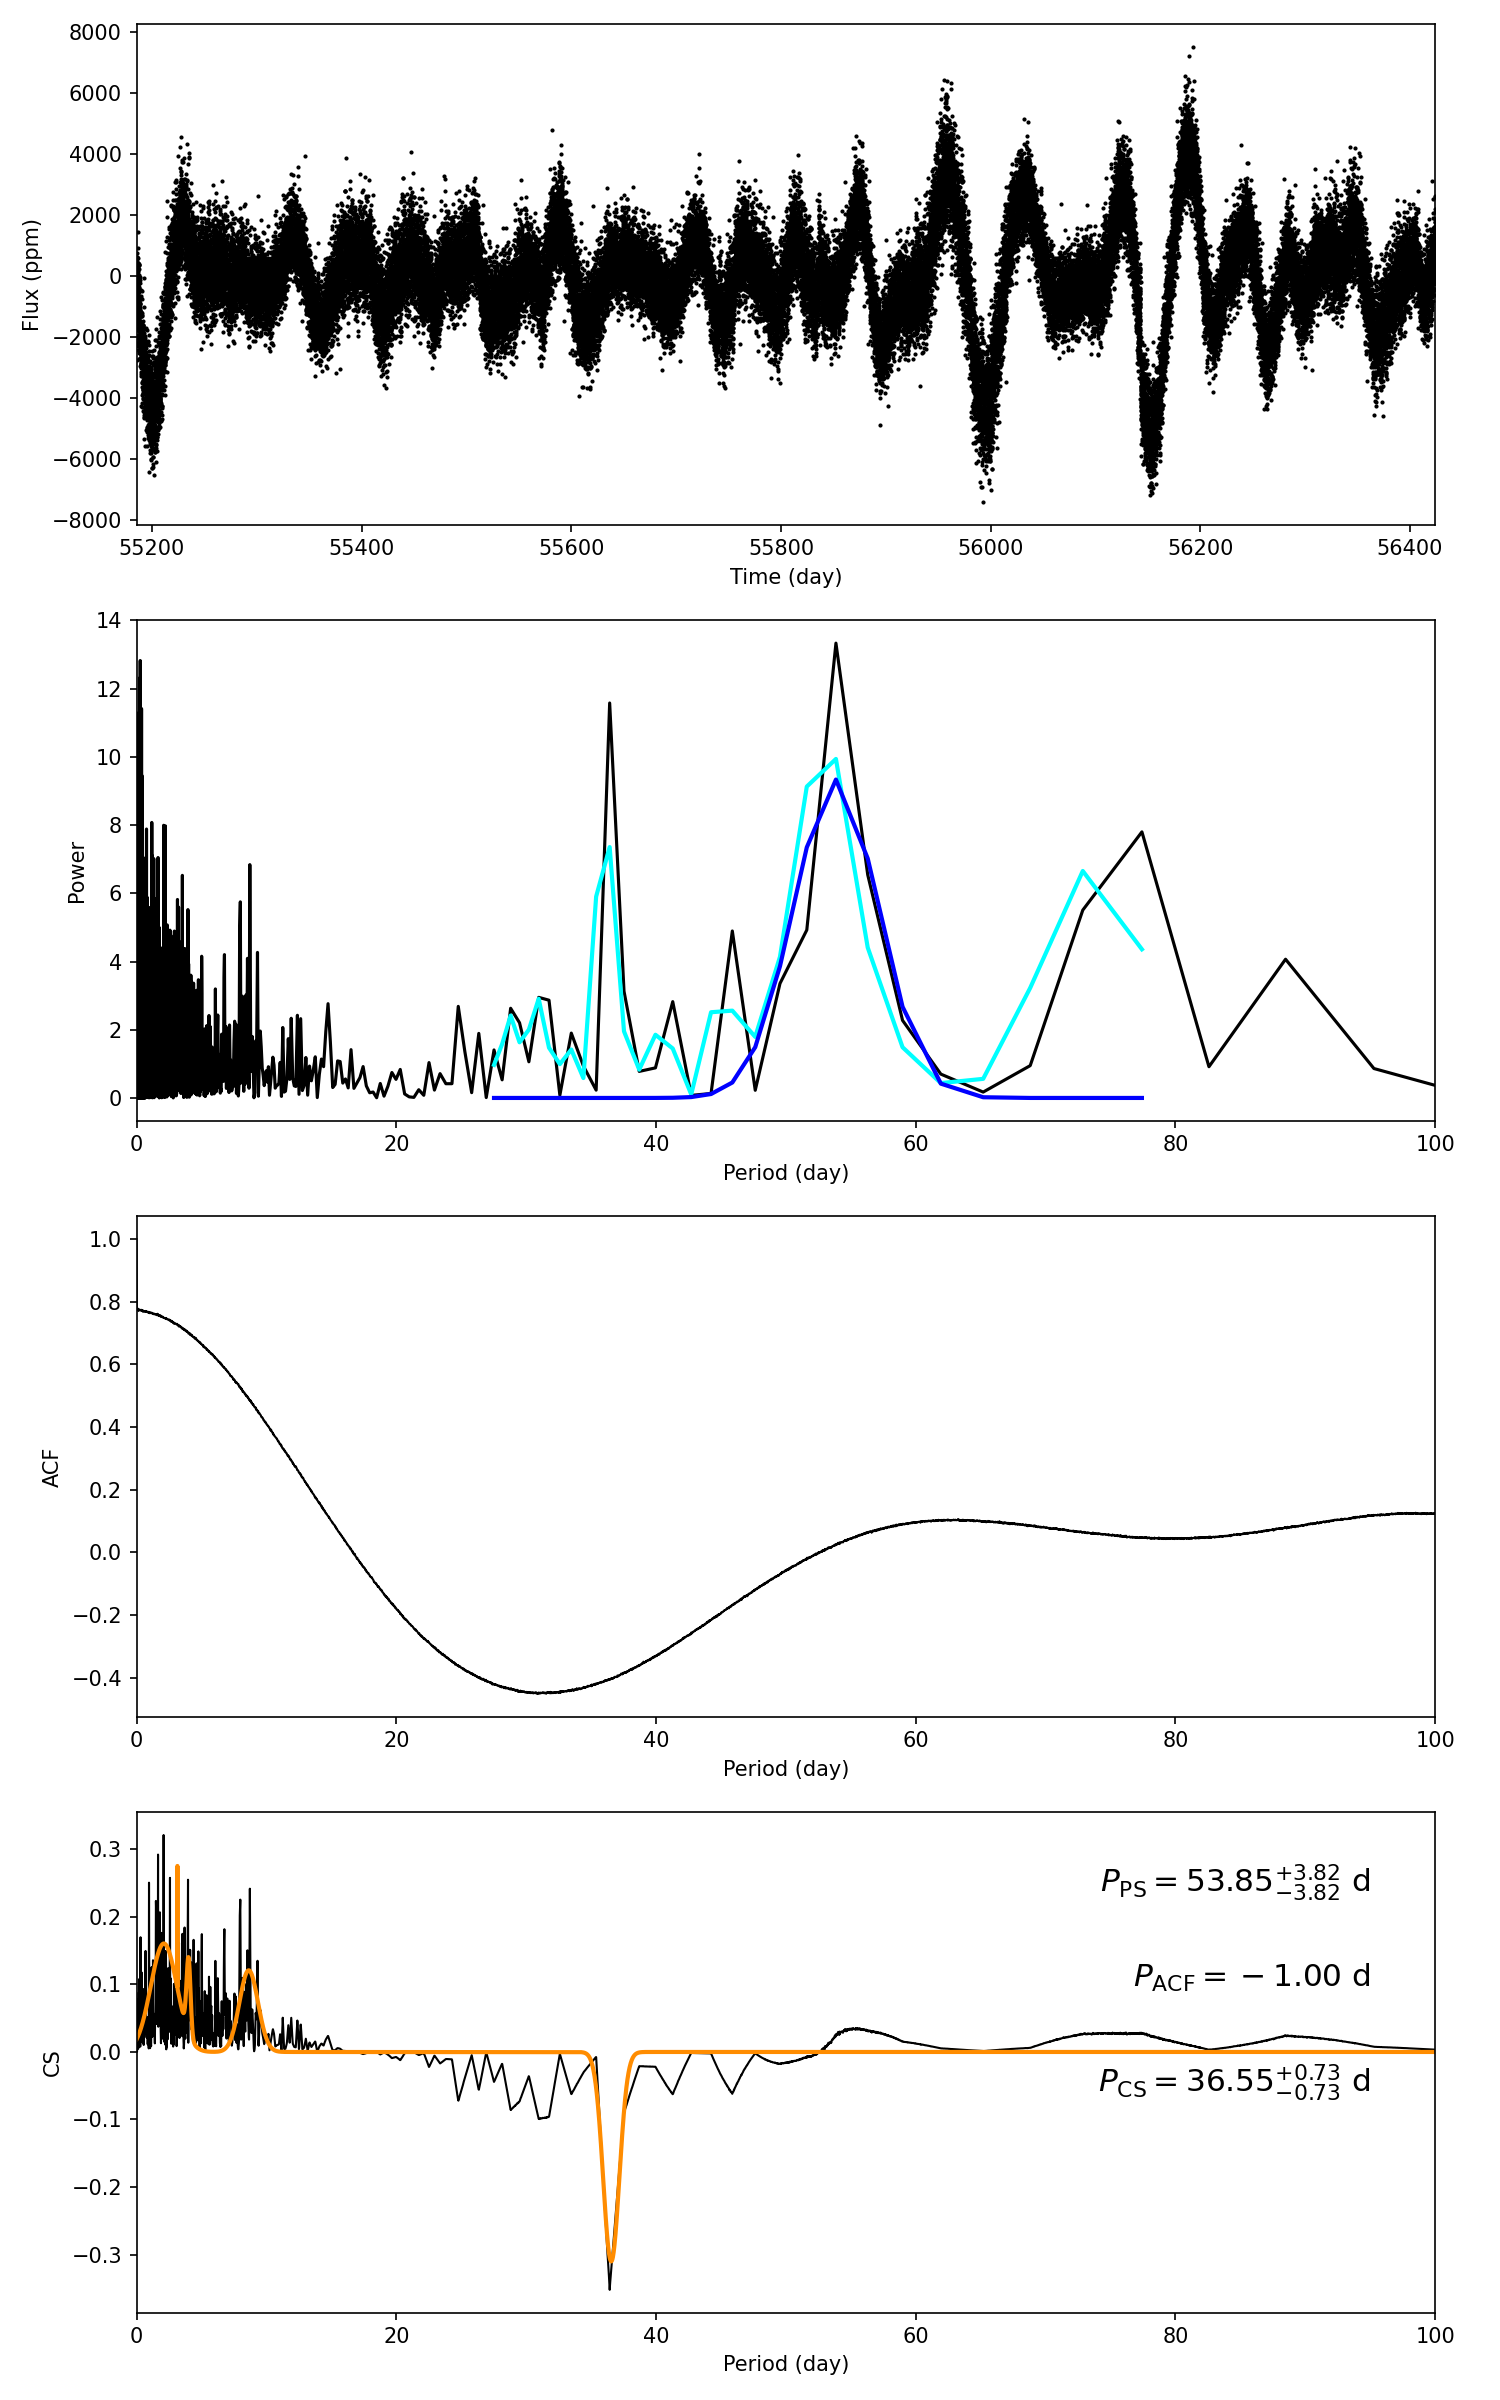 8000
6000
4000
2000
0
−2000
−4000
−6000
−8000
Flux (ppm)
55200 55400 55600 55800 56000 56200 56400
Time (day)
14
12
10
8
6
4
2
0
Power
0 20 40 60 80 100
Period (day)
1.0
0.8
0.6
0.4
0.2
0.0
−0.2
−0.4
ACF
0 20 40 60 80 100
Period (day)
0.3
0.2
0.1
0.0
−0.1
−0.2
−0.3
CS
P_PS = 53.85 +3.82 −3.82 d
P_ACF = −1.00 d
P_CS = 36.55 +0.73 −0.73 d
0 20 40 60 80 100
Period (day)